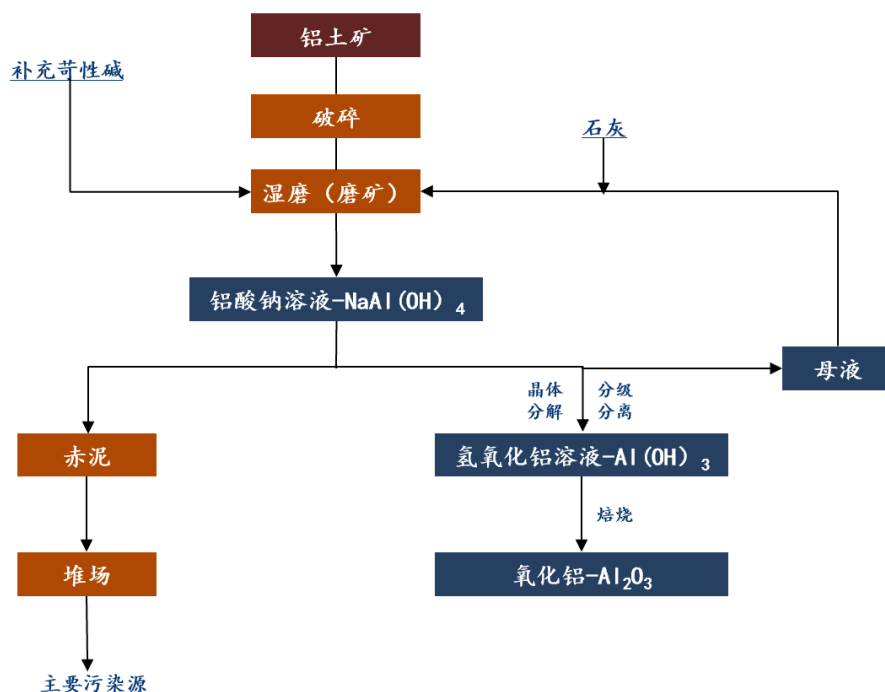 铝土矿
补充苛性碱
破碎
石灰
湿磨（磨矿）
铝酸钠溶液-NaAl(OH）₄
母液
晶体 分级
分解 分离
赤泥
氢氧化铝溶液-Al(OH）₃
焙烧
堆场
氧化铝-Al₂O₃
主要污染源